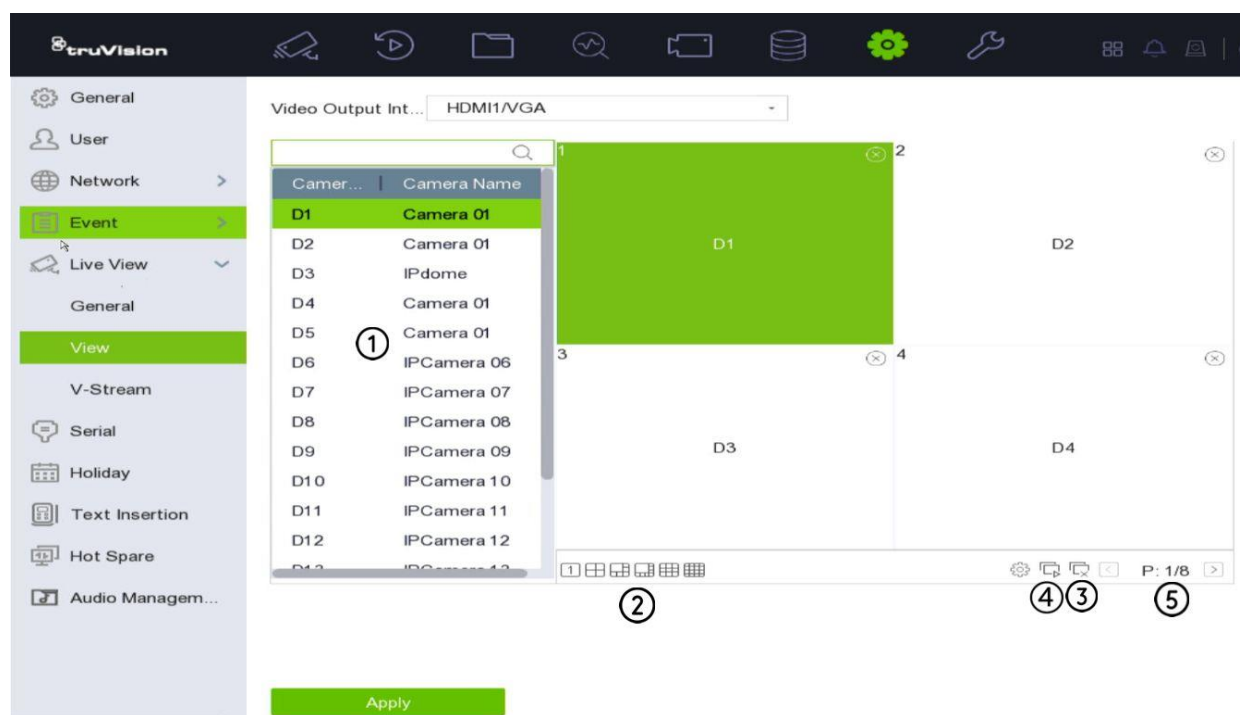 truVision
General
User
Network >
Event >
Live View
General
View
V-Stream
Serial
Holiday
Text Insertion
Hot Spare
Audio Managem...
Video Output Int... HDMI1/VGA
Camer... | Camera Name
D1 Camera 01
D2 Camera 01
D3 IPdome
D4 Camera 01
D5 Camera 01
D6 IPCamera 06
D7 IPCamera 07
D8 IPCamera 08
D9 IPCamera 09
D10 IPCamera 10
D11 IPCamera 11
D12 IPCamera 12
D13 IPCamera 13
①
1 2
D1 D2
3 4
D3 D4
1
P: 1/8
② ④ ③ ⑤
Apply